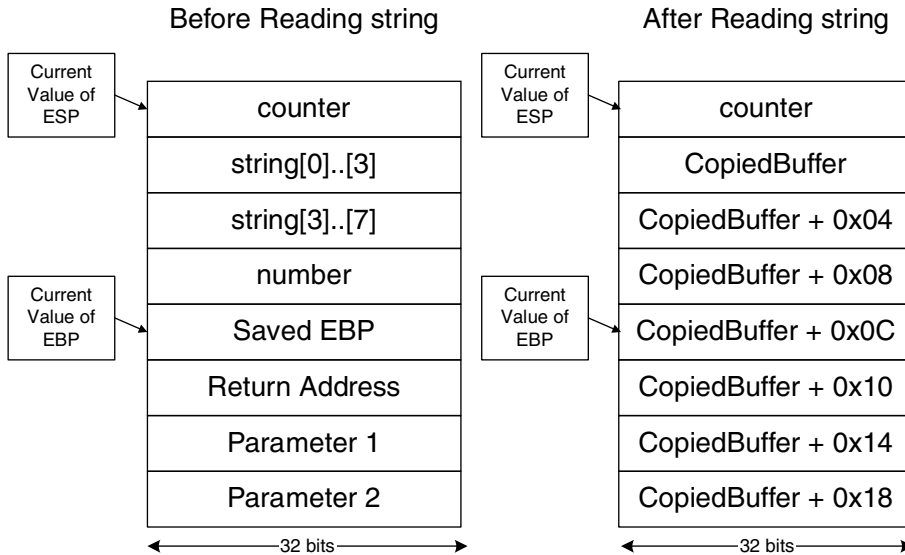 Before Reading string
Current
Value of
ESP
counter
string[0]..[3]
string[3]..[7]
number
Current
Value of
EBP
Saved EBP
Return Address
Parameter 1
Parameter 2
32 bits
After Reading string
Current
Value of
ESP
counter
CopiedBuffer
CopiedBuffer + 0x04
CopiedBuffer + 0x08
Current
Value of
EBP
CopiedBuffer + 0x0C
CopiedBuffer + 0x10
CopiedBuffer + 0x14
CopiedBuffer + 0x18
32 bits